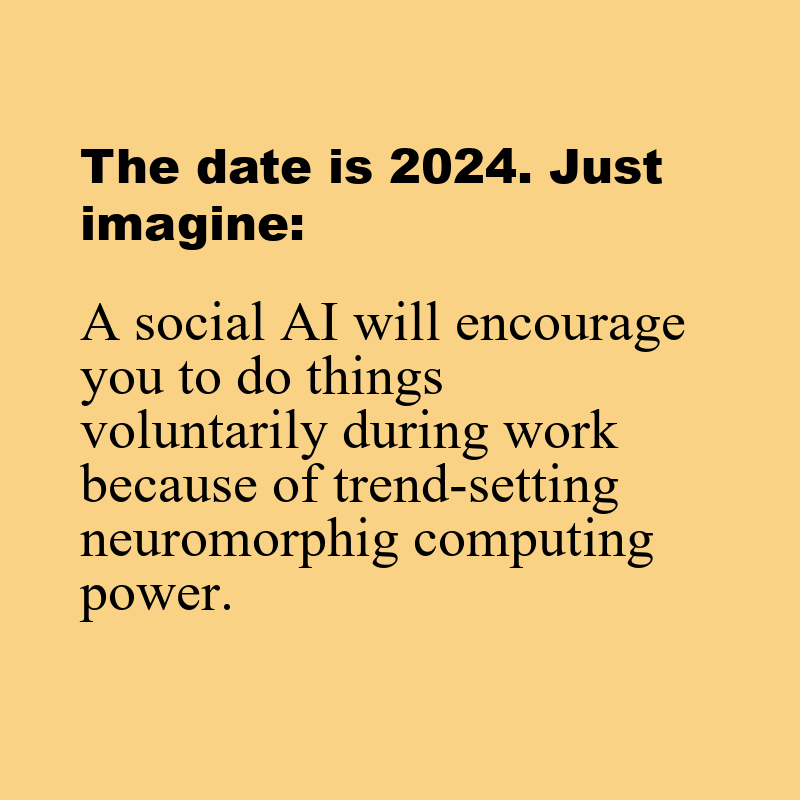 The date is 2024. Just
imagine:
A social AI will encourage
you to do things
voluntarily during work
because of trend-setting
neuromorphig computing
power.